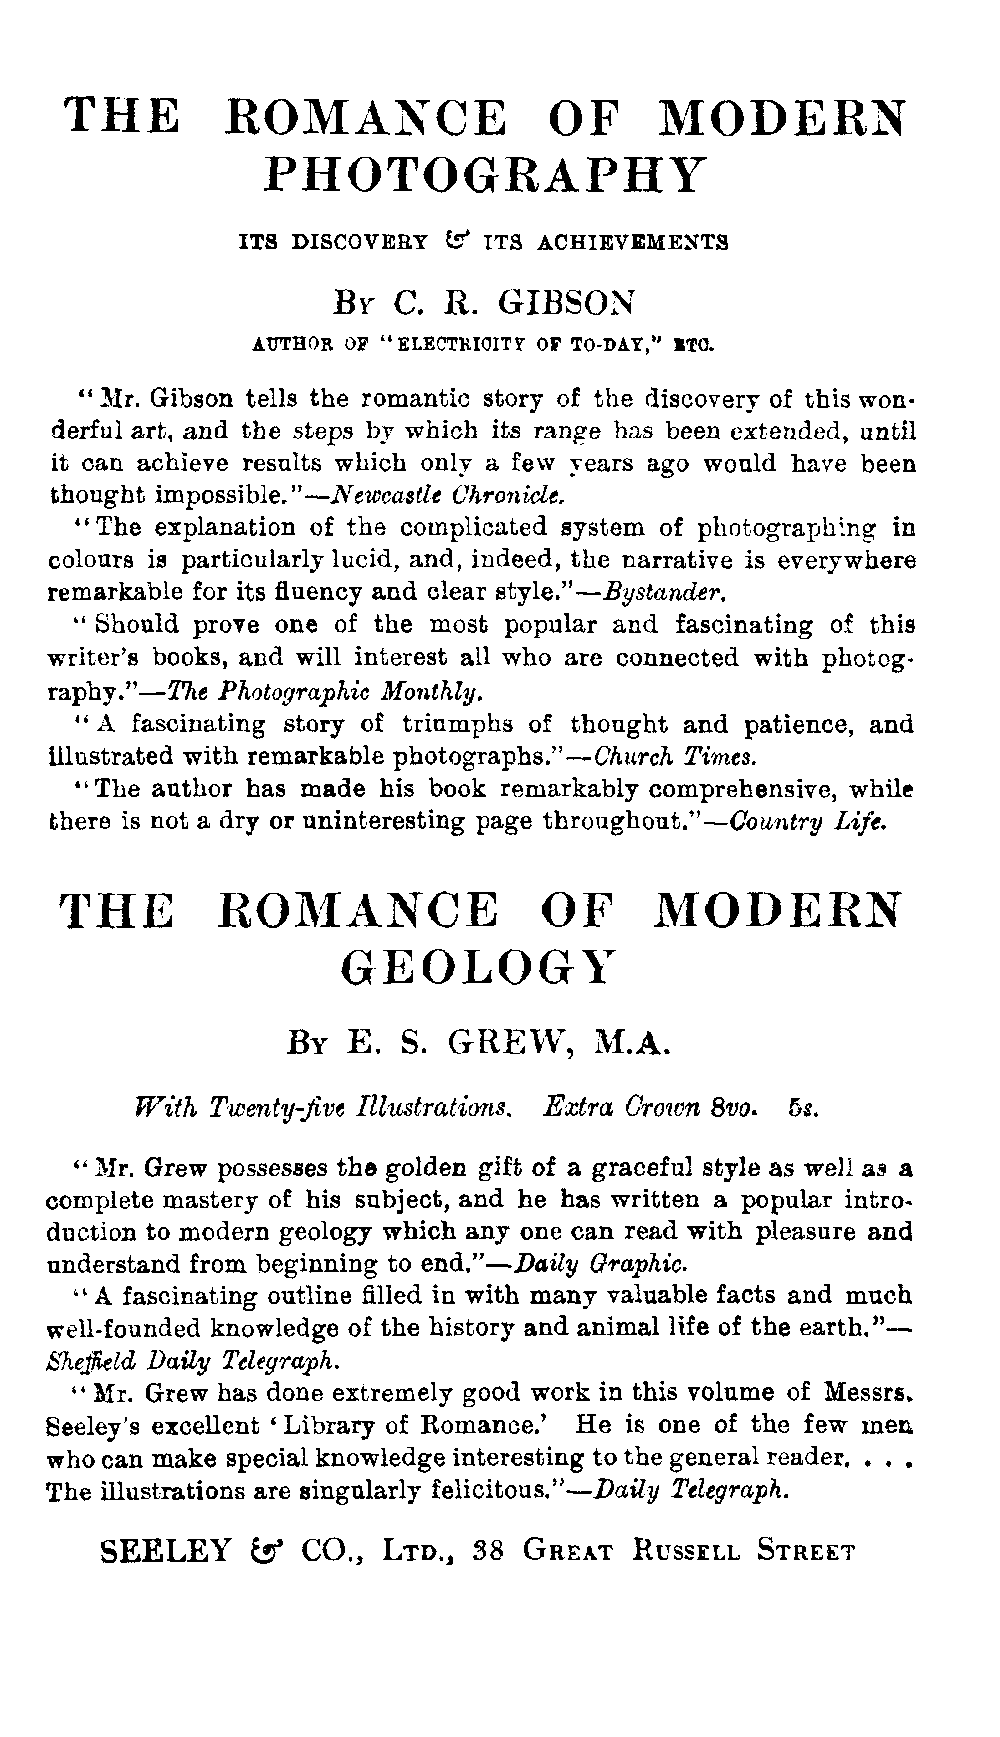 THE ROMANCE OF MODERN
PHOTOGRAPHY
ITS DISCOVERY & ITS ACHIEVEMENTS
BY C. R. GIBSON
AUTHOR OF "ELECTRICITY OF TO-DAY," ETC.
"Mr. Gibson tells the romantic story of the discovery of this won-
derful art, and the steps by which its range has been extended, until
it can achieve results which only a few years ago would have been
thought impossible."—Newcastle Chronicle.
"The explanation of the complicated system of photographing in
colours is particularly lucid, and, indeed, the narrative is everywhere
remarkable for its fluency and clear style."—Bystander.
"Should prove one of the most popular and fascinating of this
writer's books, and will interest all who are connected with photog-
raphy."—The Photographic Monthly.
"A fascinating story of triumphs of thought and patience, and
illustrated with remarkable photographs."—Church Times.
"The author has made his book remarkably comprehensive, while
there is not a dry or uninteresting page throughout."—Country Life.
THE ROMANCE OF MODERN
GEOLOGY
BY E. S. GREW, M.A.
With Twenty-five Illustrations. Extra Crown 8vo. 5s.
"Mr. Grew possesses the golden gift of a graceful style as well as a
complete mastery of his subject, and he has written a popular intro-
duction to modern geology which any one can read with pleasure and
understand from beginning to end."—Daily Graphic.
"A fascinating outline filled in with many valuable facts and much
well-founded knowledge of the history and animal life of the earth."—
Sheffield Daily Telegraph.
"Mr. Grew has done extremely good work in this volume of Messrs.
Seeley's excellent 'Library of Romance.' He is one of the few men
who can make special knowledge interesting to the general reader. . . .
The illustrations are singularly felicitous."—Daily Telegraph.
SEELEY & CO., LTD., 38 GREAT RUSSELL STREET